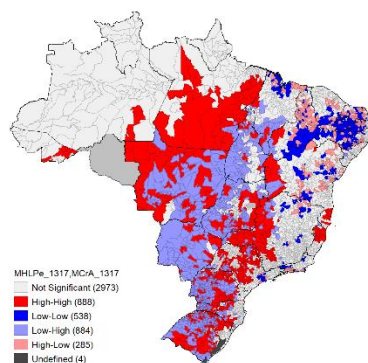 MHLPe_1317,MCrA_1317
Not Significant (2973)
High-High (888)
Low-Low (538)
Low-High (884)
High-Low (285)
Undefined (4)